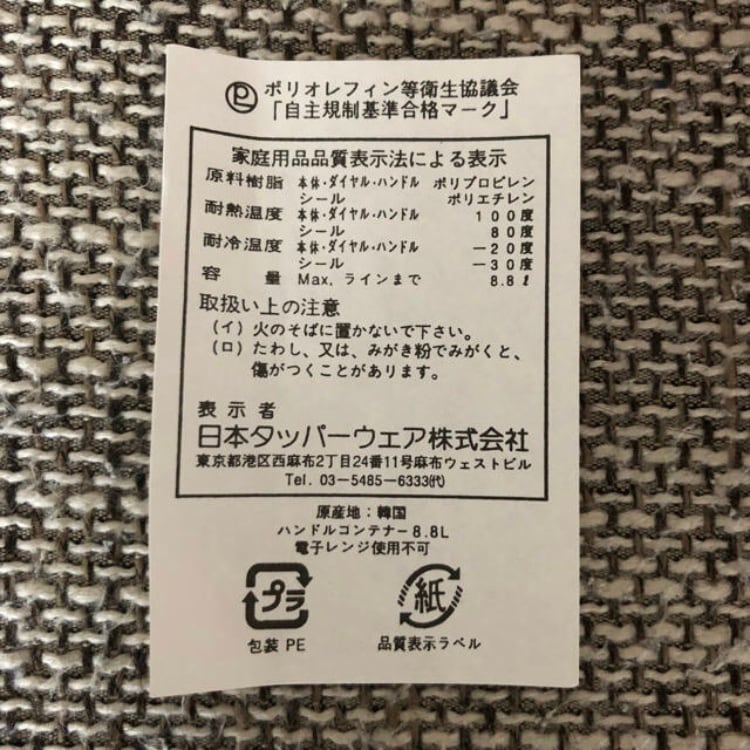 ポリオレフィン等衛生協議会
「自主規制基準合格マーク」
家庭用品品質表示法による表示
原料樹脂 本体・ダイヤル・ハンドル ポリプロピレン
シール ポリエチレン
耐熱温度 本体・ダイヤル・ハンドル 100度
シール 80度
耐冷温度 本体・ダイヤル・ハンドル −20度
シール −30度
容量 Max. ラインまで 8.8ℓ
取扱い上の注意
(イ) 火のそばに置かないで下さい。
(ロ) たわし、又は、みがき粉でみがくと、
傷がつくことがあります。
表示者
日本タッパーウェア株式会社
東京都港区西麻布2丁目24番11号麻布ウェストビル
Tel. 03−5485−6333㈹
原産地：韓国
ハンドルコンテナー8.8L
電子レンジ使用不可
プラ 紙
包装 PE 品質表示ラベル